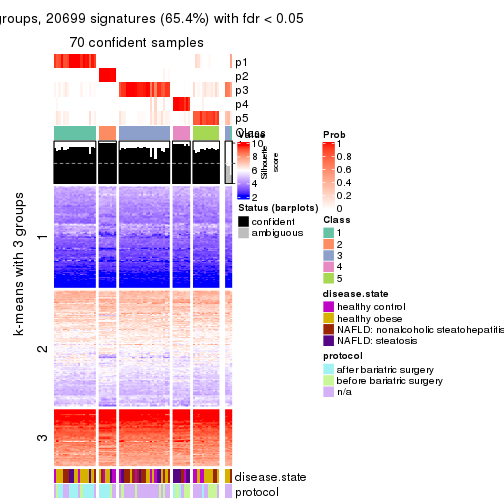 groups, 20699 signatures (65.4%) with fdr < 0.05
70 confident samples
p1
p2
p3
p4
p5
Class
k-means with 3 groups
1
2
3
Value
10
8
6
4
2
Silhouette
score
Status (barplots)
confident
ambiguous
Prob
1
0.8
0.6
0.4
0.2
0
Class
1
2
3
4
5
disease.state
healthy control
healthy obese
NAFLD: nonalcoholic steatohepatitis
NAFLD: steatosis
protocol
after bariatric surgery
before bariatric surgery
n/a
disease.state
protocol